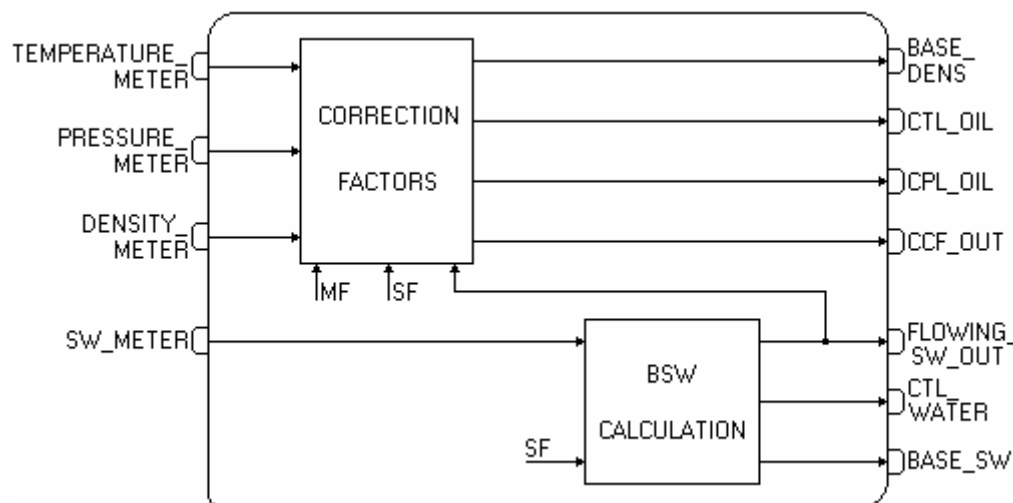 TEMPERATURE_
METER
PRESSURE_
METER
DENSITY_
METER
SW_METER
CORRECTION
FACTORS
MF
SF
BSW
CALCULATION
SF
BASE_
DENS
CTL_OIL
CPL_OIL
CCF_OUT
FLOWING_
SW_OUT
CTL_
WATER
BASE_SW